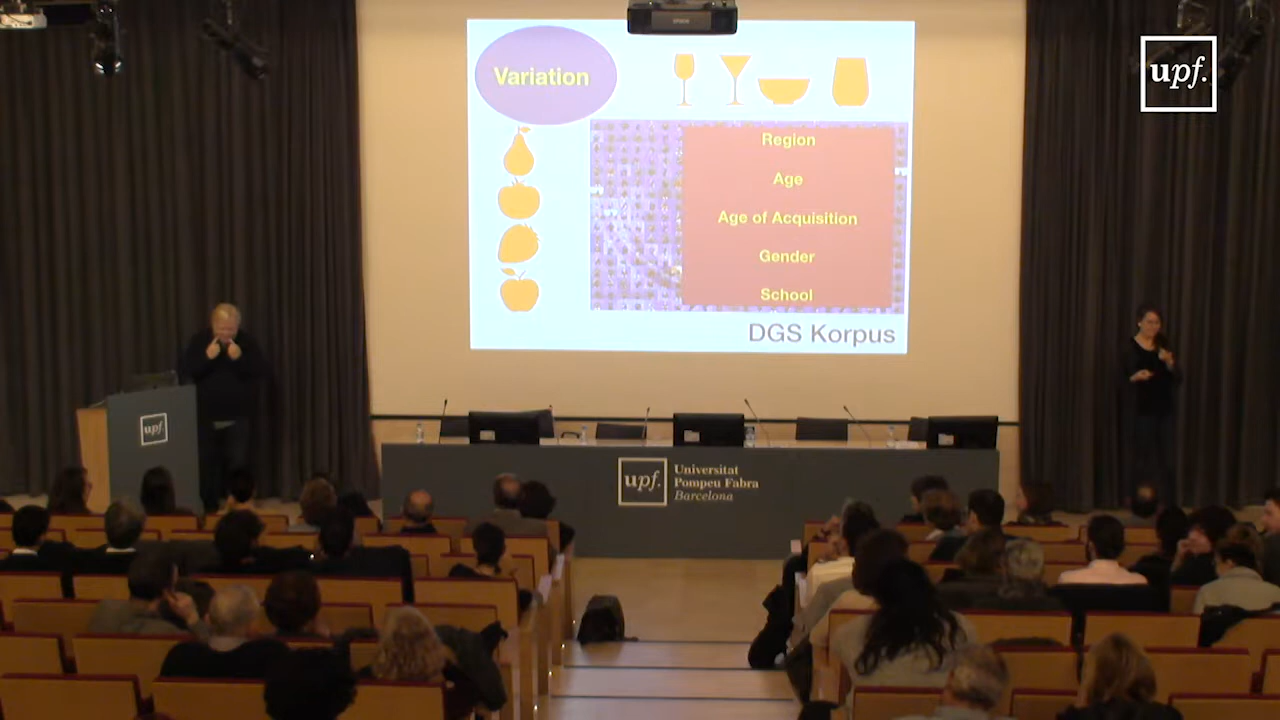 Variation
Region
Age
Age of Acquisition
Gender
School
DGS Korpus
upf.
upf.
upf.
Universitat
Pompeu Fabra
Barcelona